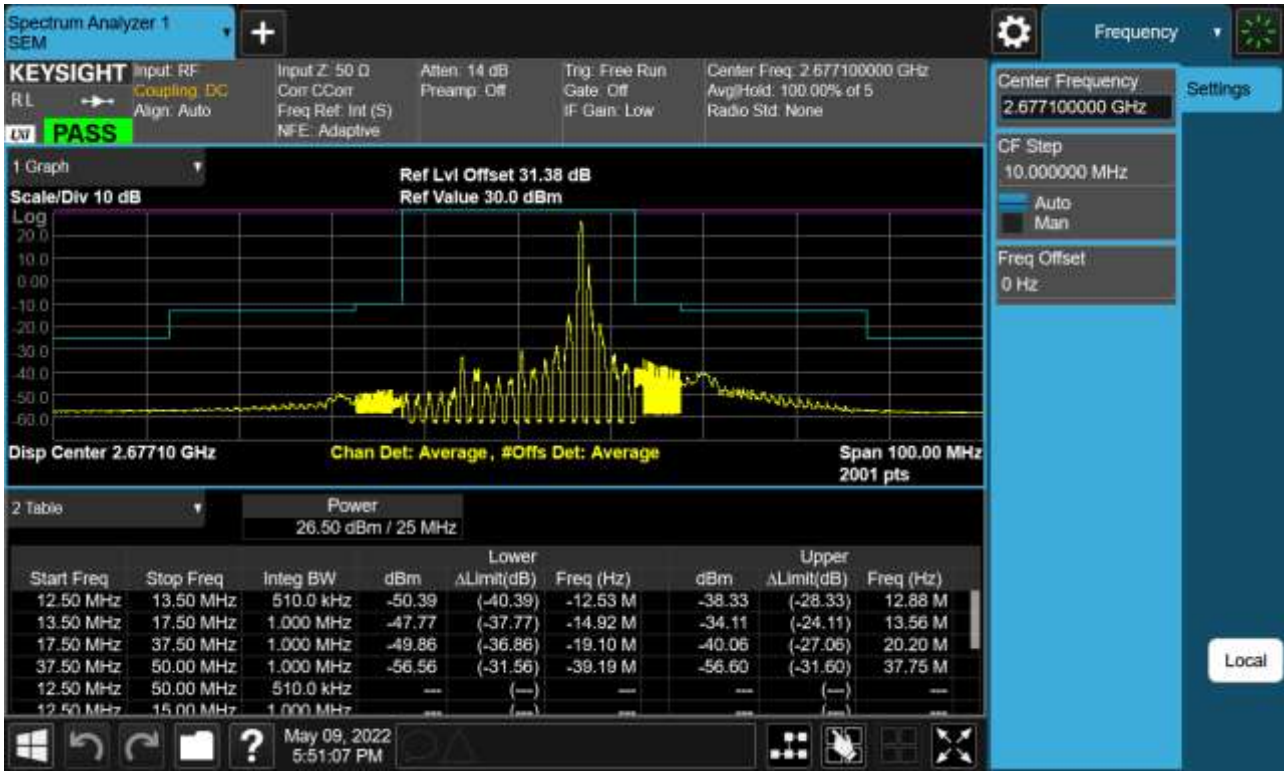 Spectrum Analyzer 1
SEM
+
Frequency
KEYSIGHT
RL
LXI
PASS
Input: RF
Coupling: DC
Align: Auto
Input Z: 50 Ω
Corr CCorr
Freq Ref: Int (S)
NFE: Adaptive
Atten: 14 dB
Preamp: Off
Trig: Free Run
Gate: Off
IF Gain: Low
Center Freq: 2.677100000 GHz
Avg|Hold: 100.00% of 5
Radio Std: None
Center Frequency
2.677100000 GHz
Settings
CF Step
10.000000 MHz
Auto
Man
Freq Offset
0 Hz
1 Graph
Scale/Div 10 dB
Ref Lvl Offset 31.38 dB
Ref Value 30.0 dBm
Log
20.0
10.0
0.00
-10.0
-20.0
-30.0
-40.0
-50.0
-60.0
Disp Center 2.67710 GHz
Chan Det: Average, #Offs Det: Average
Span 100.00 MHz
2001 pts
2 Table
Power
26.50 dBm / 25 MHz
Lower Upper
Start Freq Stop Freq Integ BW dBm ΔLimit(dB) Freq (Hz) dBm ΔLimit(dB) Freq (Hz)
12.50 MHz 13.50 MHz 510.0 kHz -50.39 (-40.39) -12.53 M -38.33 (-28.33) 12.88 M
13.50 MHz 17.50 MHz 1.000 MHz -47.77 (-37.77) -14.92 M -34.11 (-24.11) 13.56 M
17.50 MHz 37.50 MHz 1.000 MHz -49.86 (-36.86) -19.10 M -40.06 (-27.06) 20.20 M
37.50 MHz 50.00 MHz 1.000 MHz -56.56 (-31.56) -39.19 M -56.60 (-31.60) 37.75 M
12.50 MHz 50.00 MHz 510.0 kHz --- (---) --- --- (---) ---
12.50 MHz 15.00 MHz 1.000 MHz --- (---) --- --- (---) ---
Local
?
May 09, 2022
5:51:07 PM